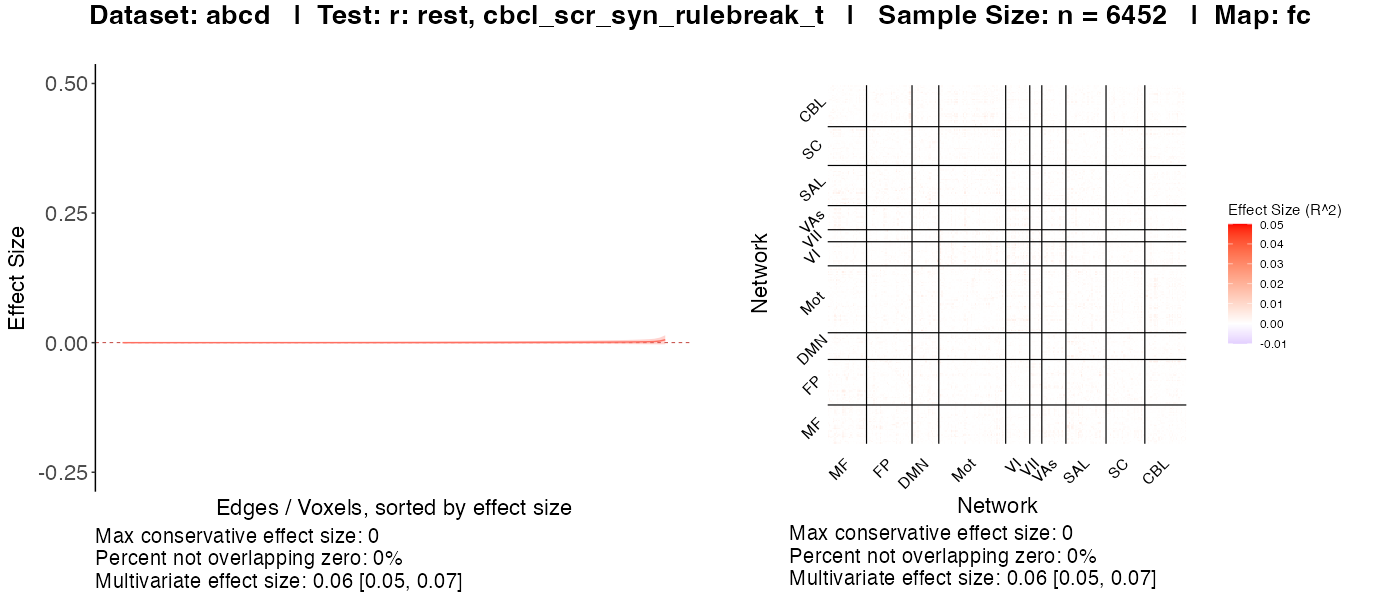 Dataset: abcd | Test: r: rest, cbcl_scr_syn_rulebreak_t | Sample Size: n = 6452 | Map: fc
Effect Size
0.50
0.25
0.00
-0.25
Edges / Voxels, sorted by effect size
Max conservative effect size: 0
Percent not overlapping zero: 0%
Multivariate effect size: 0.06 [0.05, 0.07]
Network
CBL
SC
SAL
VAs
VII
VI
Mot
DMN
FP
MF
MF
FP
DMN
Mot
VI
VII
VAs
SAL
SC
CBL
Network
Max conservative effect size: 0
Percent not overlapping zero: 0%
Multivariate effect size: 0.06 [0.05, 0.07]
Effect Size (R^2)
0.05
0.04
0.03
0.02
0.01
0.00
-0.01